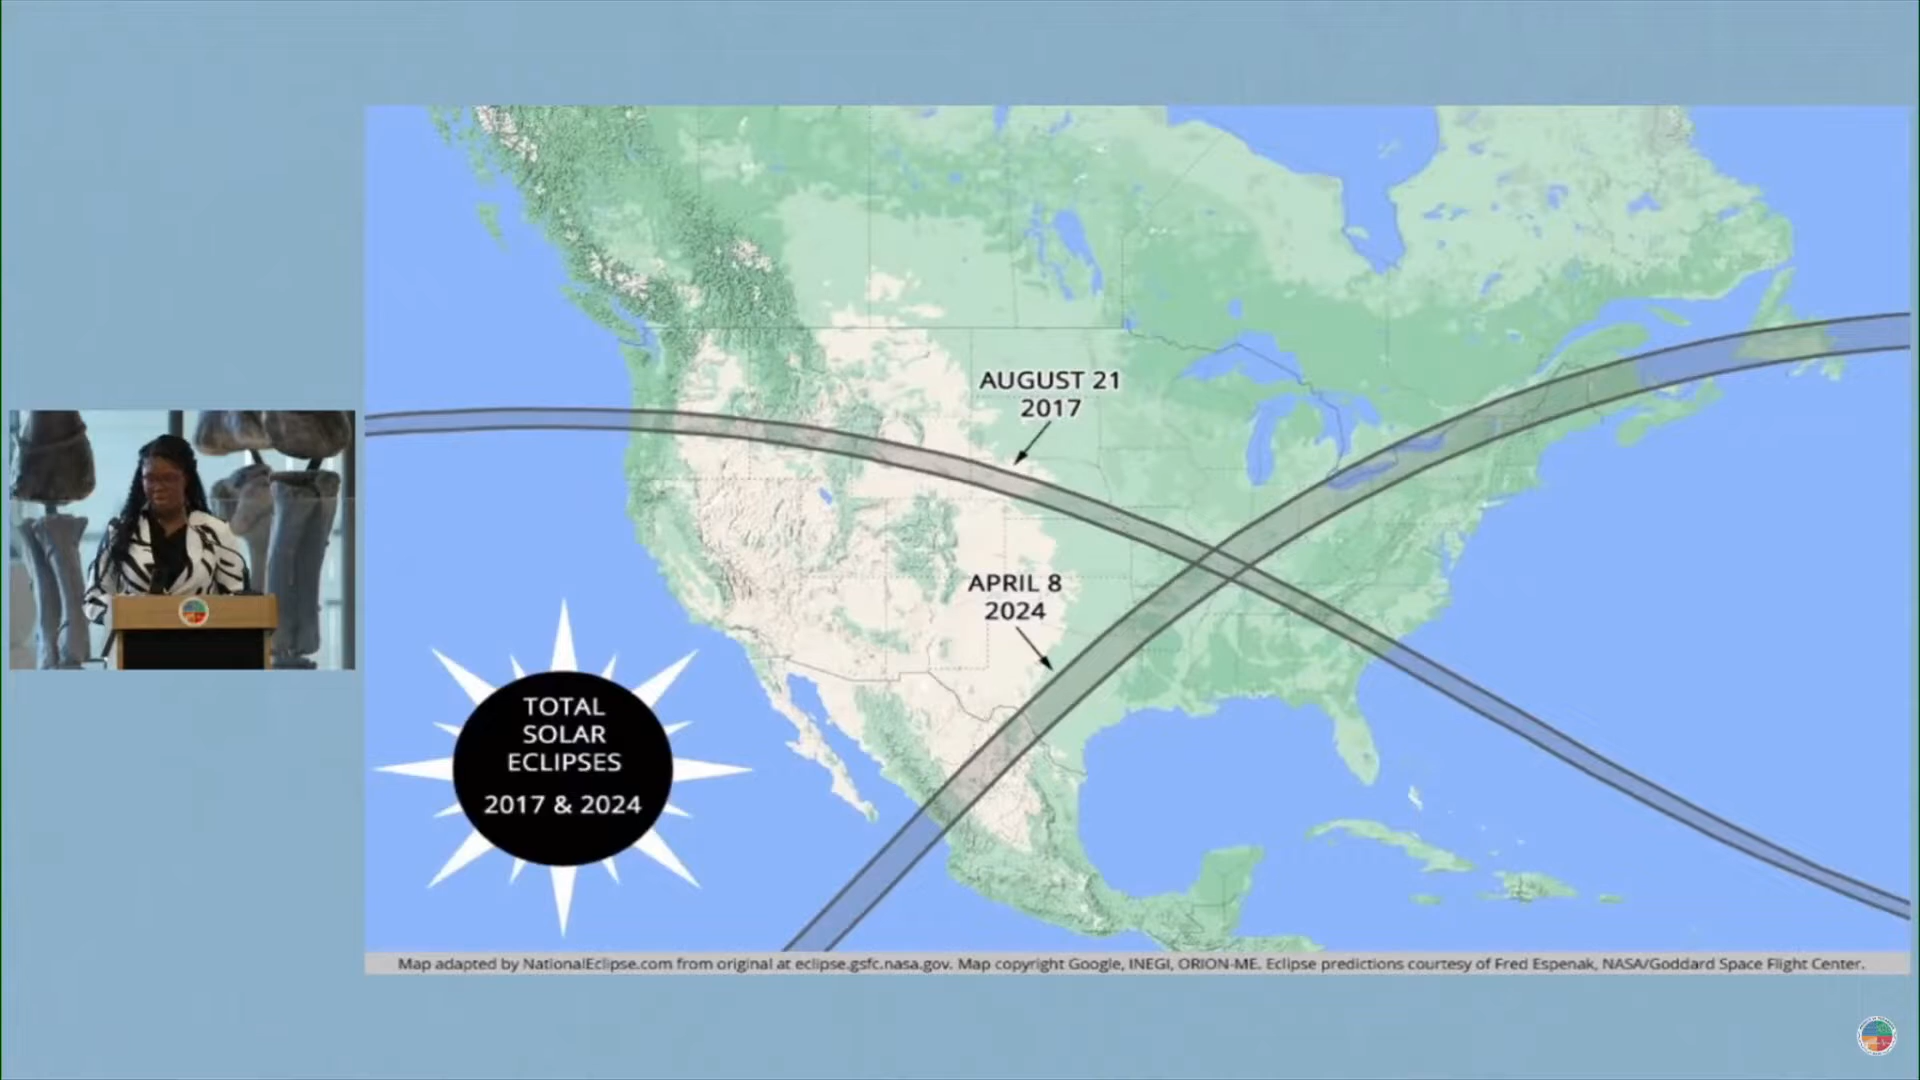 AUGUST 21
2017
APRIL 8
2024
TOTAL
SOLAR
ECLIPSES
2017 & 2024
Map adapted by NationalEclipse.com from original at eclipse.gsfc.nasa.gov. Map copyright Google, INEGI, ORION-ME. Eclipse predictions courtesy of Fred Espenak, NASA/Goddard Space Flight Center.